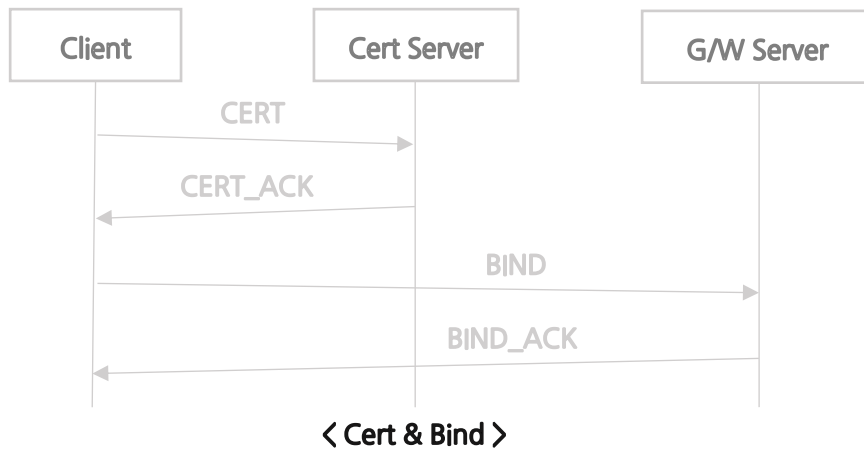 Client
Cert Server
G/W Server
CERT
CERT_ACK
BIND
BIND_ACK
< Cert & Bind >